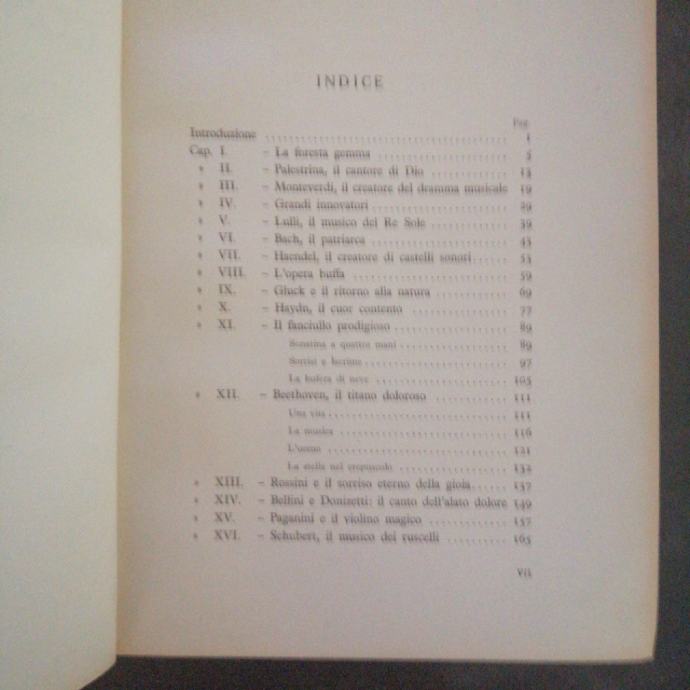 INDICE
Pag.
Introduzione ........ 1
Cap. I. – La foresta gemma ........ 5
» II. – Palestrina, il cantore di Dio ........ 13
» III. – Monteverdi, il creatore del dramma musicale 19
» IV. – Grandi innovatori ........ 29
» V. – Lulli, il musico del Re Sole ........ 39
» VI. – Bach, il patriarca ........ 43
» VII. – Haendel, il creatore di castelli sonori ........ 53
» VIII. – L'opera buffa ........ 59
» IX. – Gluck e il ritorno alla natura ........ 69
» X. – Haydn, il cuor contento ........ 77
» XI. – Il fanciullo prodigioso ........ 89
Sonatina a quattro mani ........ 89
Sorrisi e lacrime ........ 97
La bufera di neve ........ 105
» XII. – Beethoven, il titano doloroso ........ 111
Una vita ........ 111
La musica ........ 116
L'uomo ........ 121
La stella nel crepuscolo ........ 132
» XIII. – Rossini e il sorriso eterno della gioia ........ 137
» XIV. – Bellini e Donizetti: il canto dell'alato dolore 149
» XV. – Paganini e il violino magico ........ 157
» XVI. – Schubert, il musico dei ruscelli ........ 165
VII